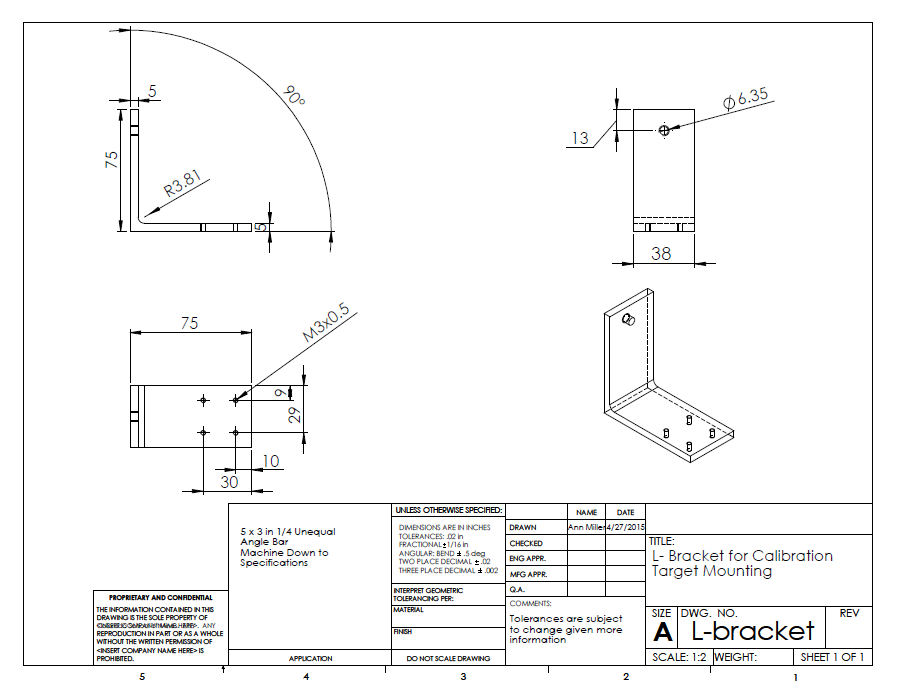 5
90°
75
R3.81
5
13
Ø6.35
38
75
M3x0.5
9
29
10
30
5 x 3 in 1/4 Unequal
Angle Bar
Machine Down to
Specifications
PROPRIETARY AND CONFIDENTIAL
THE INFORMATION CONTAINED IN THIS
DRAWING IS THE SOLE PROPERTY OF
<INSERT COMPANY NAME HERE>. ANY
REPRODUCTION IN PART OR AS A WHOLE
WITHOUT THE WRITTEN PERMISSION OF
<INSERT COMPANY NAME HERE> IS
PROHIBITED.
APPLICATION
UNLESS OTHERWISE SPECIFIED:
DIMENSIONS ARE IN INCHES
TOLERANCES: .02 in
FRACTIONAL ±1/16 in
ANGULAR: BEND ± .5 deg
TWO PLACE DECIMAL ± .02
THREE PLACE DECIMAL ± .002
INTERPRET GEOMETRIC
TOLERANCING PER:
MATERIAL
FINISH
DO NOT SCALE DRAWING
NAME DATE
DRAWN Ann Miller 4/27/2015
CHECKED
ENG APPR.
MFG APPR.
Q.A.
COMMENTS:
Tolerances are subject
to change given more
information
TITLE:
L- Bracket for Calibration
Target Mounting
SIZE DWG. NO. REV
A L-bracket
SCALE: 1:2 WEIGHT: SHEET 1 OF 1
5 4 3 2 1